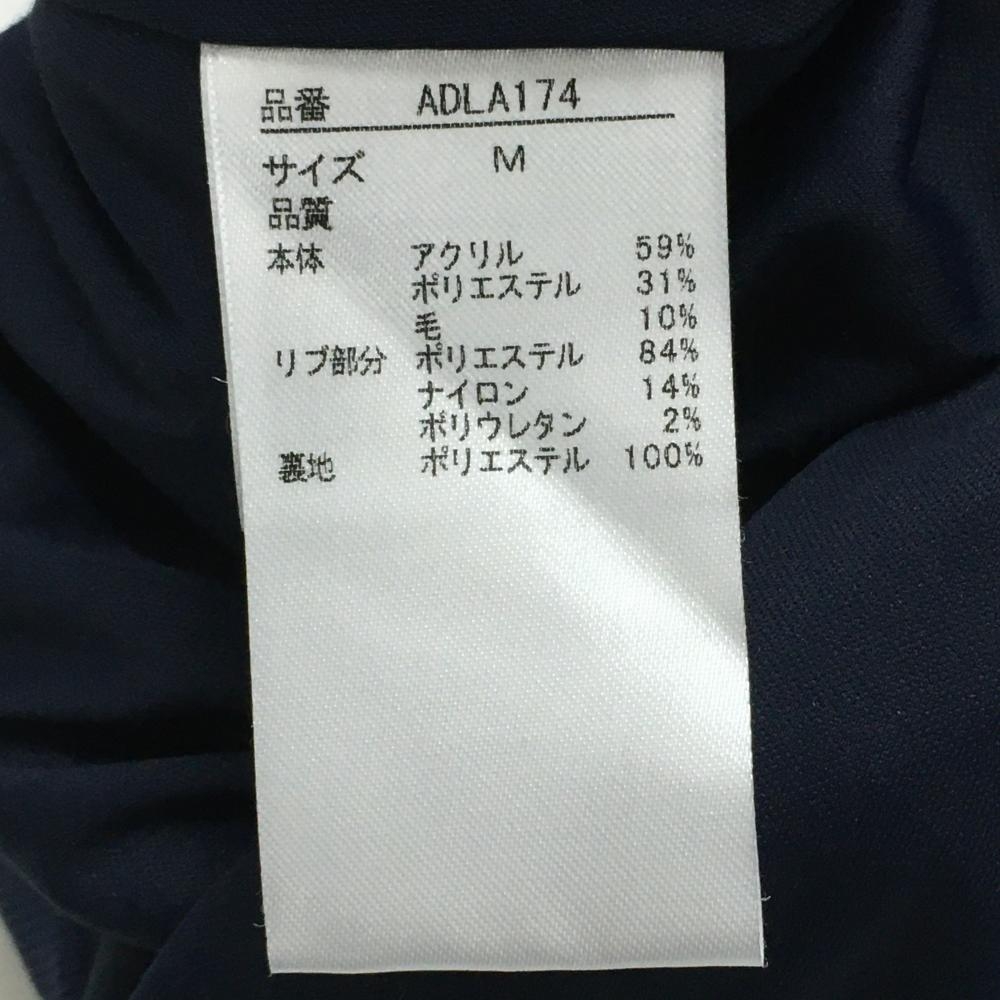 品番 ADLA174
サイズ M
品質
本体 アクリル 59%
ポリエステル 31%
毛 10%
リブ部分 ポリエステル 84%
ナイロン 14%
ポリウレタン 2%
裏地 ポリエステル 100%